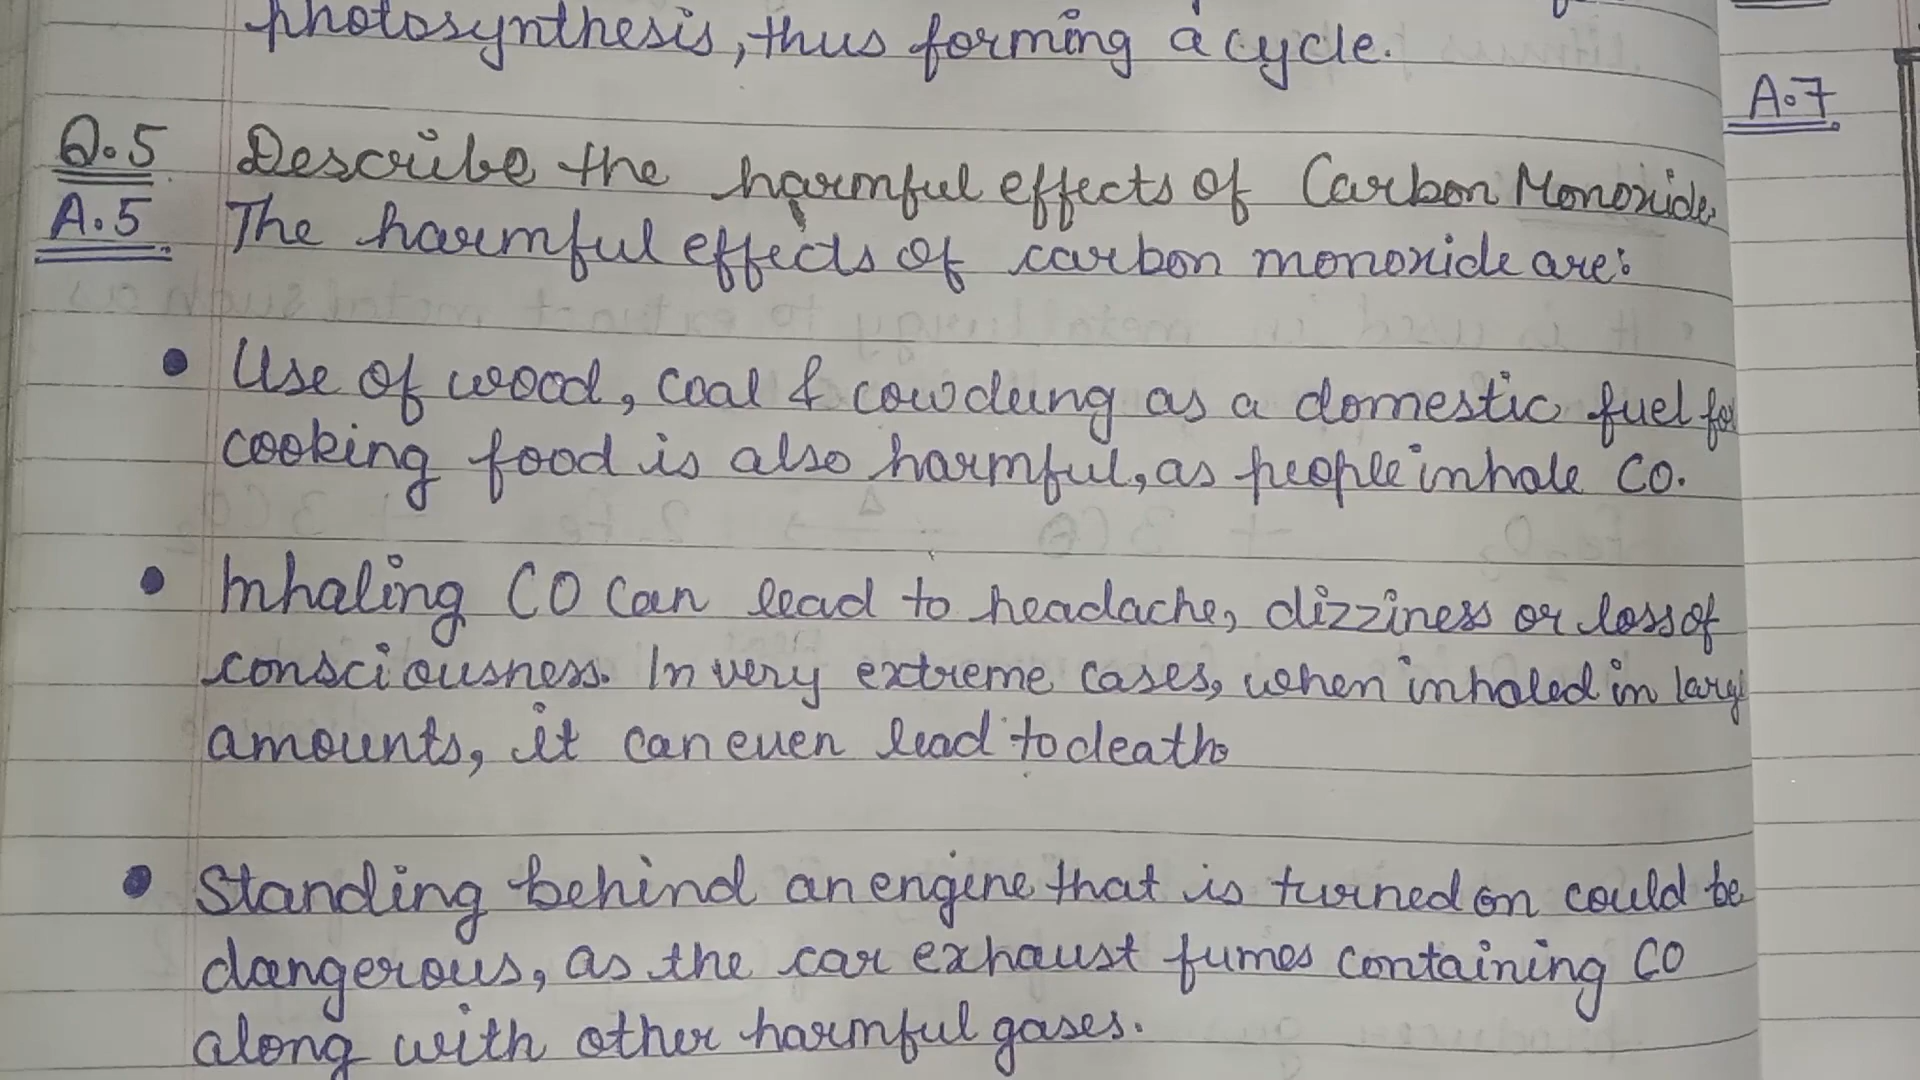 photosynthesis, thus forming a cycle.
A.7
Q.5 Describe the harmful effects of Carbon Monoxide.
A.5 The harmful effects of carbon monoxide are:
• Use of wood, coal & cowdung as a domestic fuel for
cooking food is also harmful, as people inhale CO.
• Inhaling CO can lead to headache, dizziness or loss of
consciousness. In very extreme cases, when inhaled in large
amounts, it can even lead to death.
• Standing behind an engine that is turned on could be
dangerous, as the car exhaust fumes containing CO
along with other harmful gases.